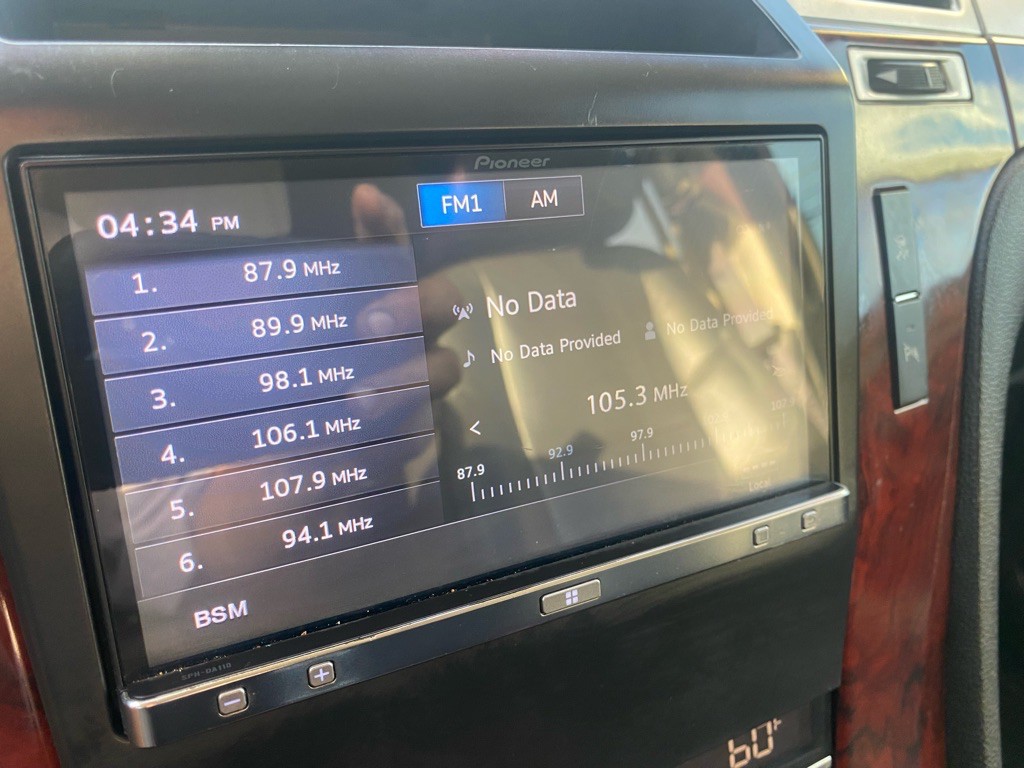 Pioneer
04:34 PM
FM1 AM
1. 87.9 MHz
2. 89.9 MHz
3. 98.1 MHz
4. 106.1 MHz
5. 107.9 MHz
6. 94.1 MHz
BSM
No Data
No Data Provided
No Data Provided
105.3 MHz
<
87.9 92.9 97.9
Local
SPH-DA110
60°F